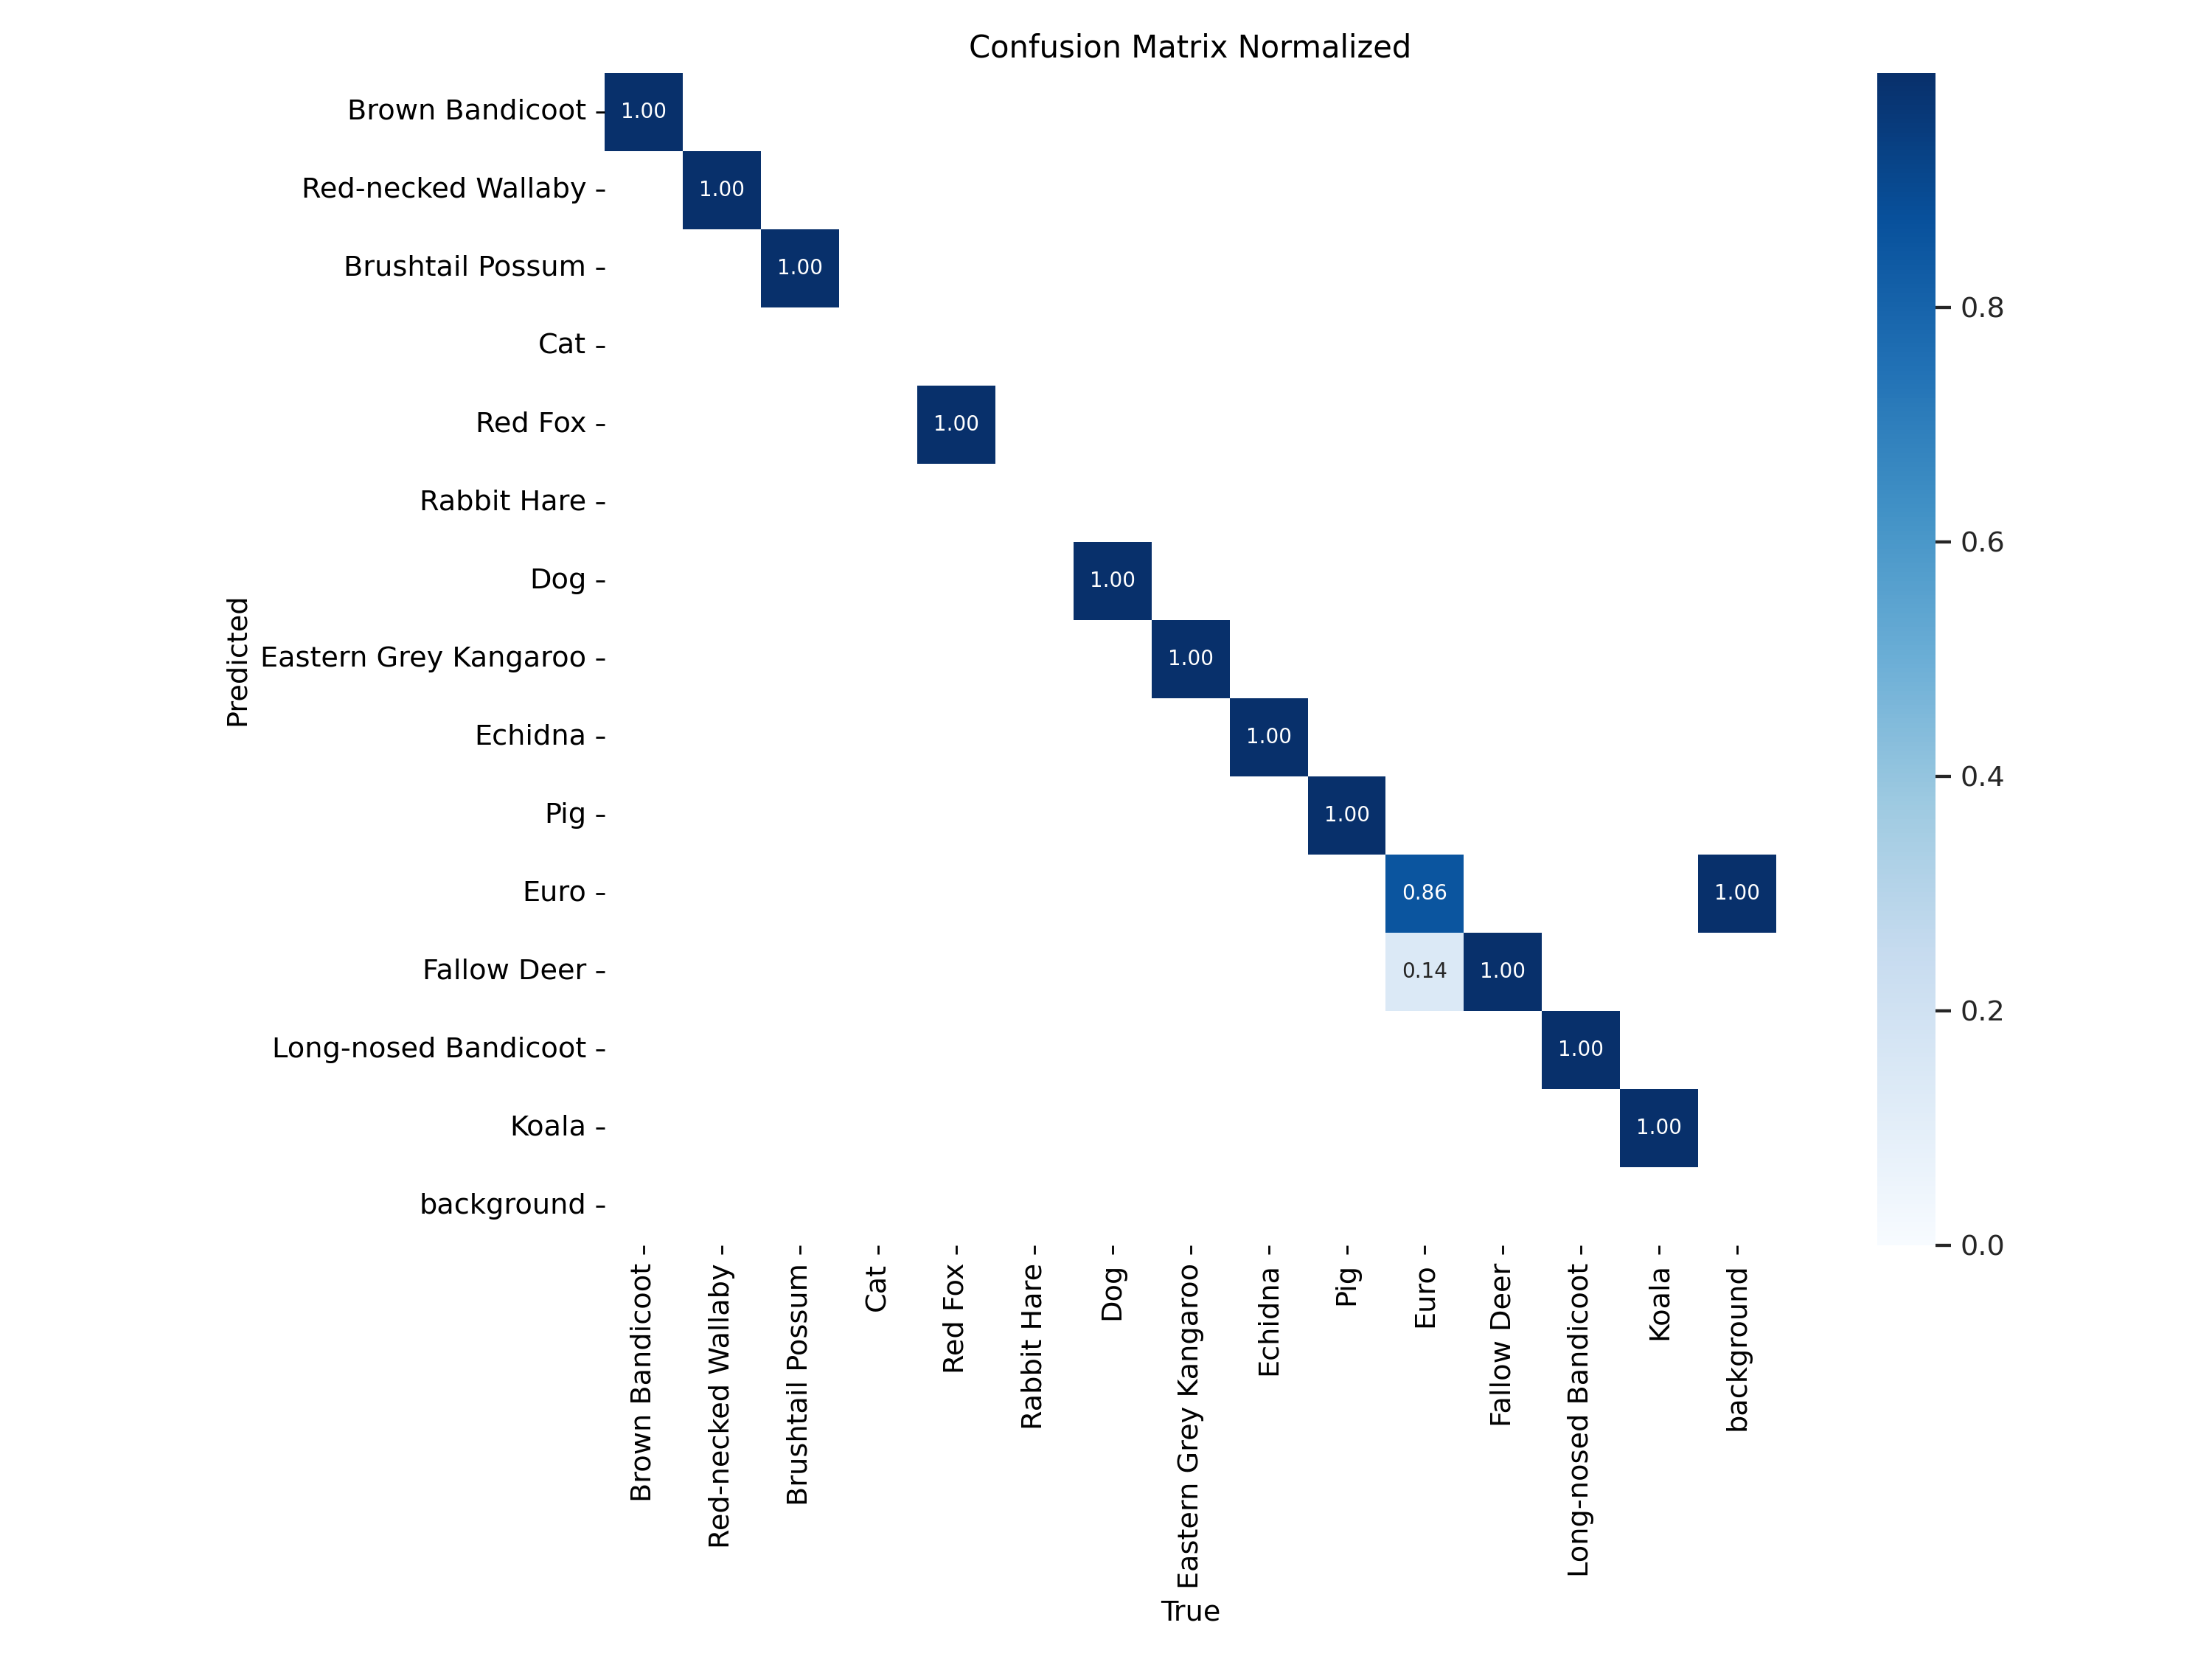 Confusion Matrix Normalized
Brown Bandicoot
1.00
Red-necked Wallaby
1.00
Brushtail Possum
1.00
Cat
Red Fox
1.00
Rabbit Hare
Dog
1.00
Eastern Grey Kangaroo
1.00
Echidna
1.00
Pig
1.00
Euro
0.86
1.00
Fallow Deer
0.14
1.00
Long-nosed Bandicoot
1.00
Koala
1.00
background
Predicted
0.8
0.6
0.4
0.2
0.0
Brown Bandicoot
Red-necked Wallaby
Brushtail Possum
Cat
Red Fox
Rabbit Hare
Dog
Eastern Grey Kangaroo
Echidna
Pig
Euro
Fallow Deer
Long-nosed Bandicoot
Koala
background
True